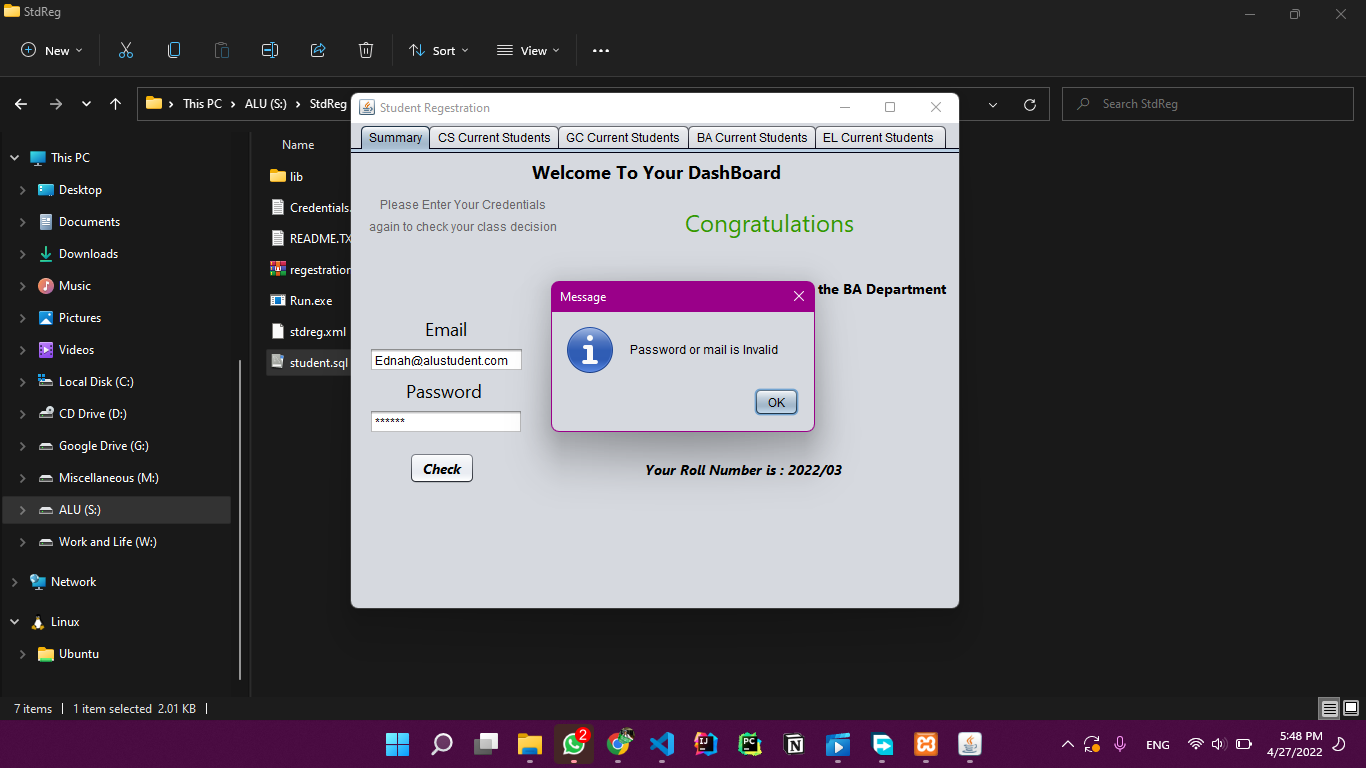 StdReg
New
Sort
View
This PC
ALU (S:)
StdReg
Search StdReg
This PC
Desktop
Documents
Downloads
Music
Pictures
Videos
Local Disk (C:)
CD Drive (D:)
Google Drive (G:)
Miscellaneous (M:)
ALU (S:)
Work and Life (W:)
Network
Linux
Ubuntu
Name
lib
Credentials.
README.TX
regestration
Run.exe
stdreg.xml
student.sql
Student Regestration
Summary
CS Current Students
GC Current Students
BA Current Students
EL Current Students
Welcome To Your DashBoard
Please Enter Your Credentials
again to check your class decision
Congratulations
the BA Department
Email
Ednah@alustudent.com
Password
******
Check
Your Roll Number is : 2022/03
Message
Password or mail is Invalid
OK
7 items
1 item selected 2.01 KB
2
IJ
PC
N
ENG
5:48 PM
4/27/2022